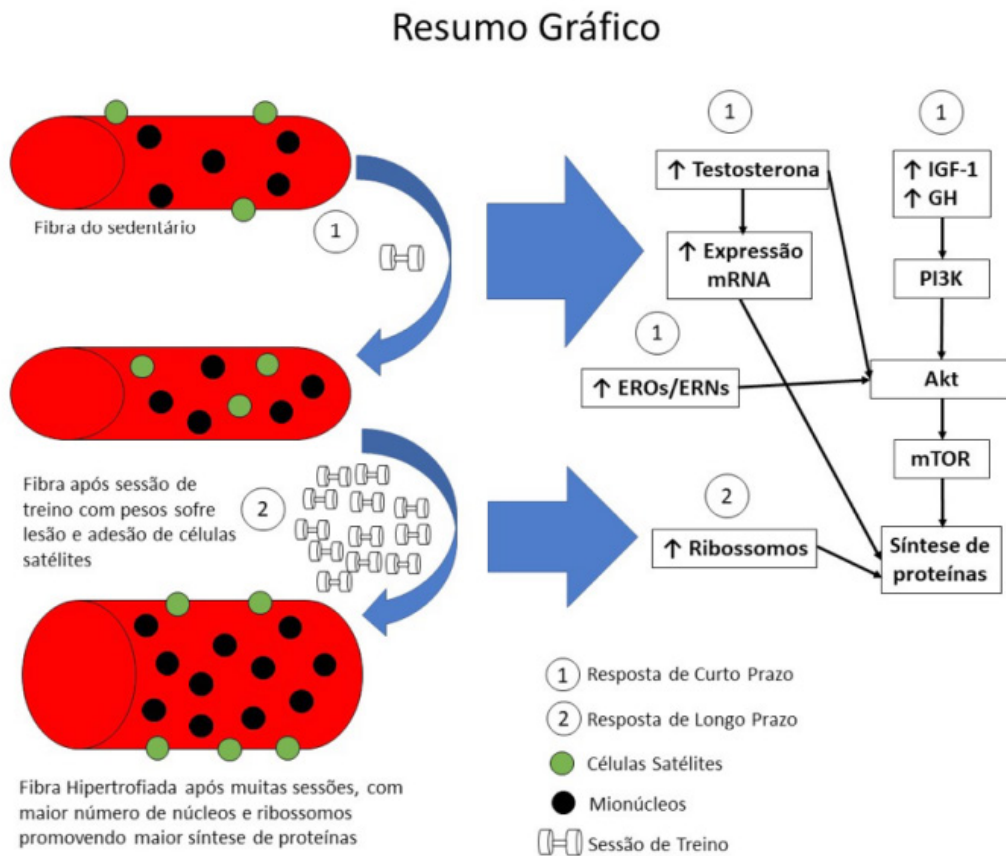 Resumo Gráfico
Fibra do sedentário
1
Fibra após sessão de
treino com pesos sofre
lesão e adesão de células
satélites
2
Fibra Hipertrofiada após muitas sessões, com
maior número de núcleos e ribossomos
promovendo maior síntese de proteínas
1
↑ Testosterona
↑ Expressão
mRNA
1
↑ IGF-1
↑ GH
PI3K
1
↑ EROs/ERNs
Akt
mTOR
2
↑ Ribossomos
Síntese de
proteínas
1 Resposta de Curto Prazo
2 Resposta de Longo Prazo
Células Satélites
Mionúcleos
Sessão de Treino